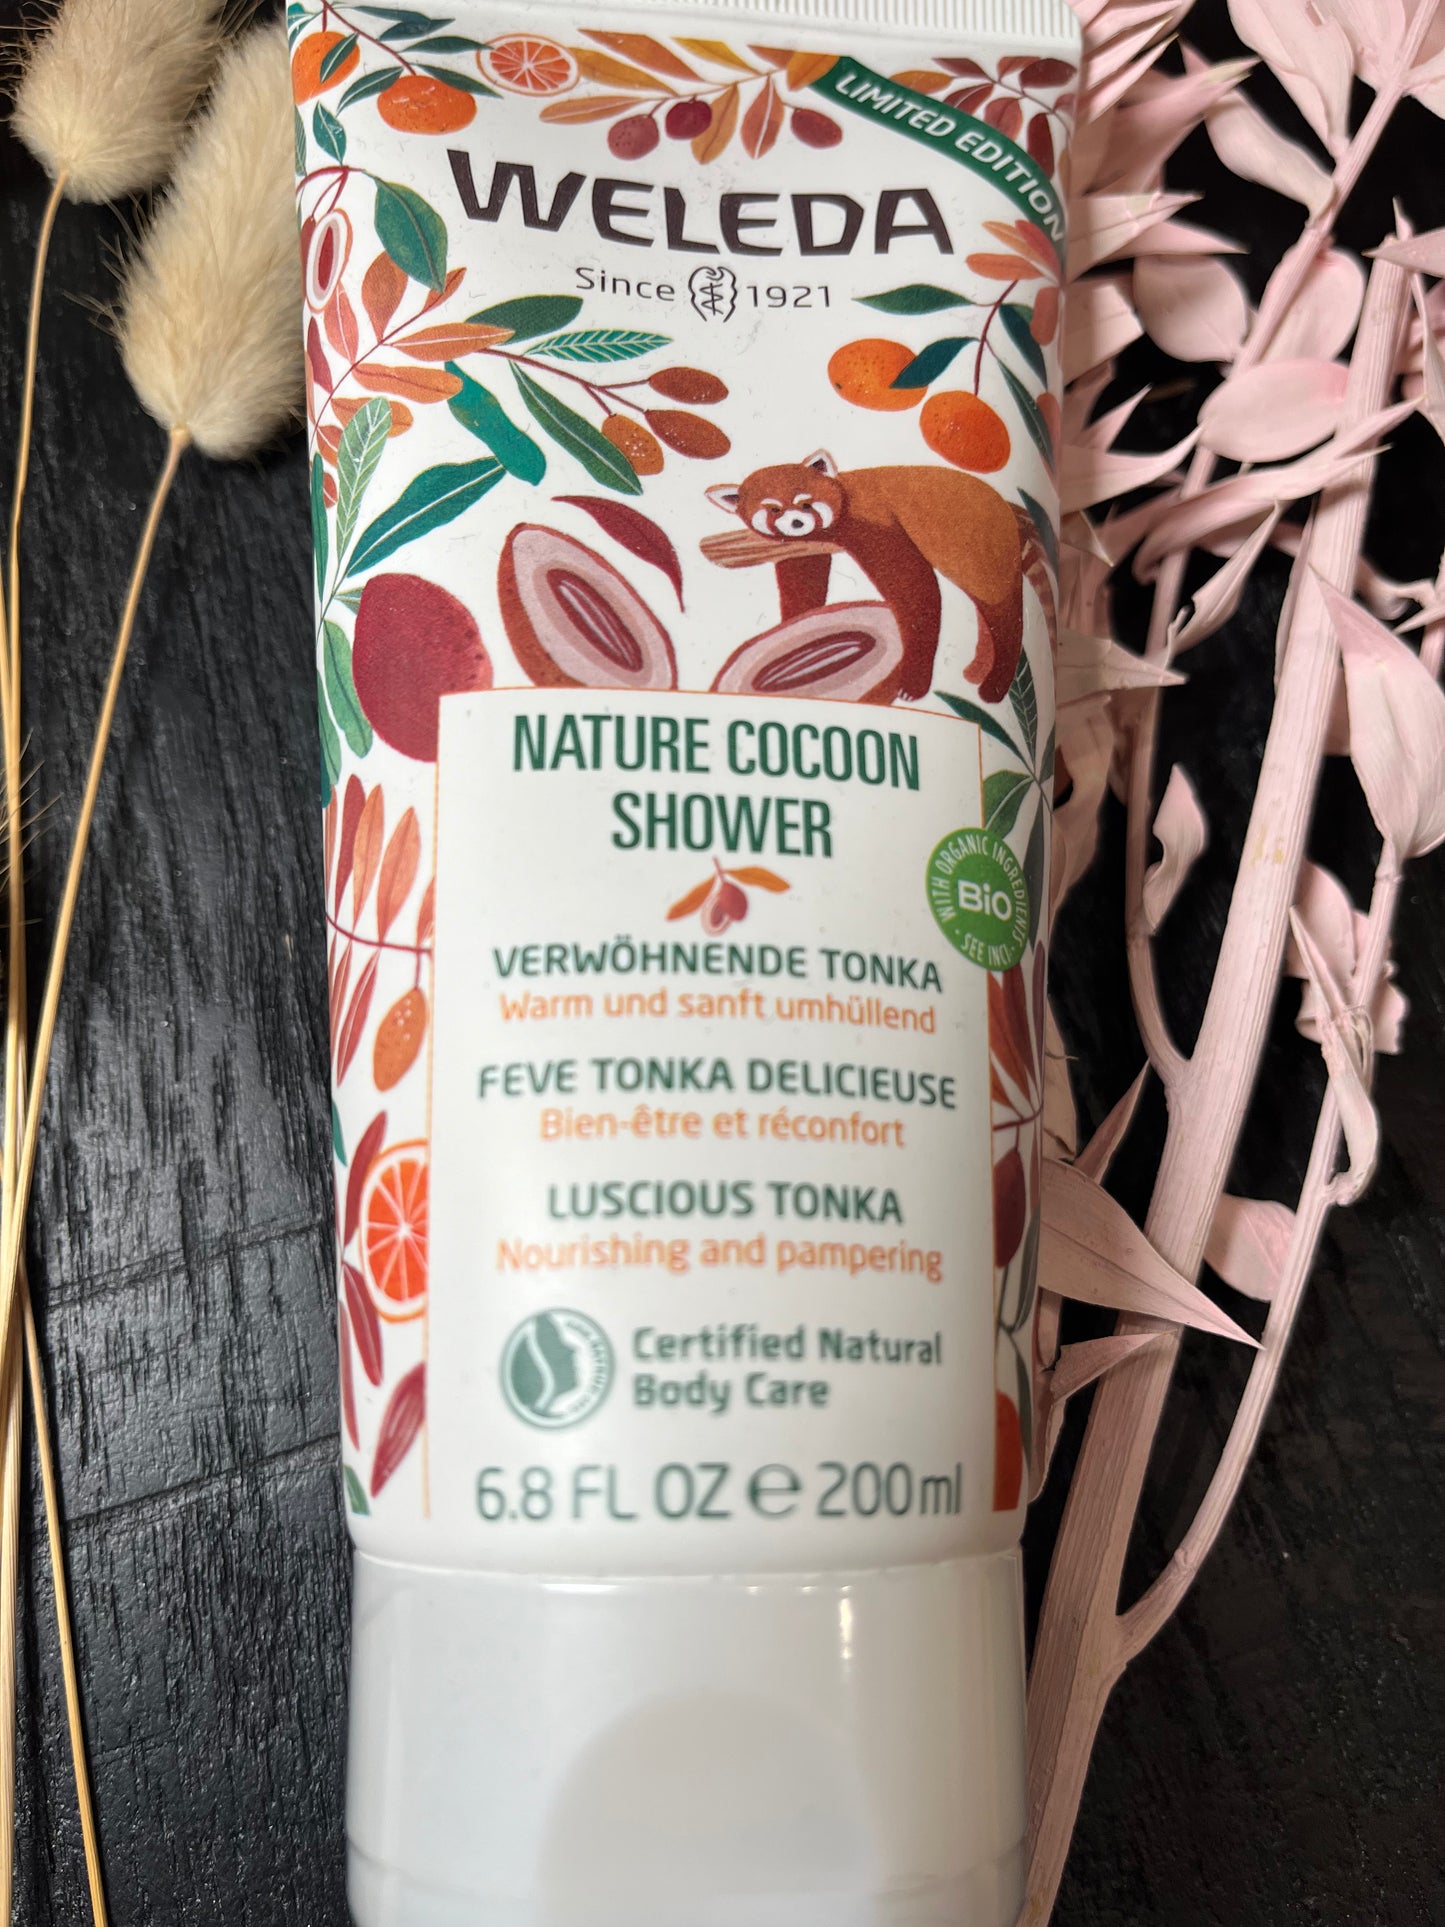 LIMITED EDITION
WELEDA
Since 1921
NATURE COCOON
SHOWER
WITH ORGANIC INGREDIENTS
BiO
· SEE INCI ·
VERWÖHNENDE TONKA
Warm und sanft umhüllend
FEVE TONKA DELICIEUSE
Bien-être et réconfort
LUSCIOUS TONKA
Nourishing and pampering
Certified Natural
Body Care
6.8 FL OZ ℮ 200ml